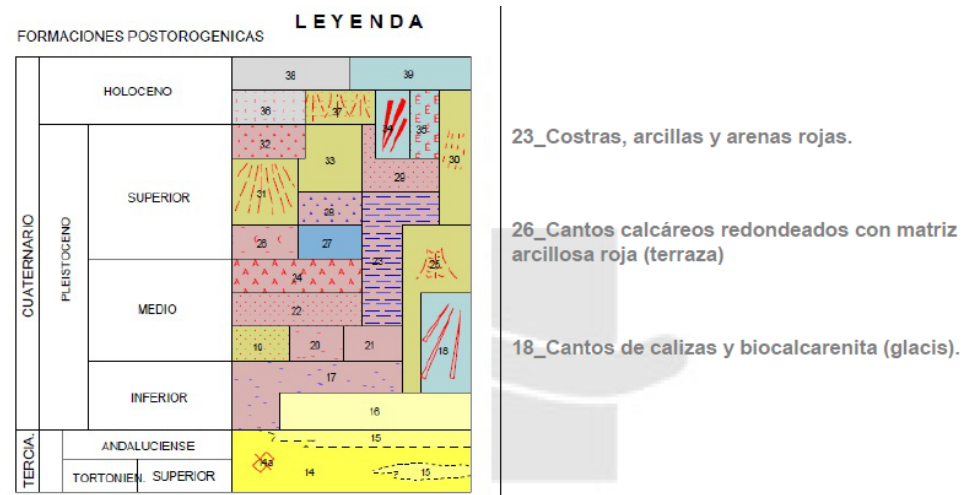 LEYENDA
FORMACIONES POSTOROGENICAS
38 39
HOLOCENO
36 37 34 35
32 33 30
29
31
SUPERIOR
28
26 27 23 25
24
CUATERNARIO
PLEISTOCENO
MEDIO
22
19 20 21 18
17
INFERIOR
16
TERCIA.
ANDALUCIENSE
15
14a 14 15
TORTONIEN. SUPERIOR
23_Costras, arcillas y arenas rojas.
26_Cantos calcáreos redondeados con matriz
arcillosa roja (terraza)
18_Cantos de calizas y biocalcarenita (glacis).